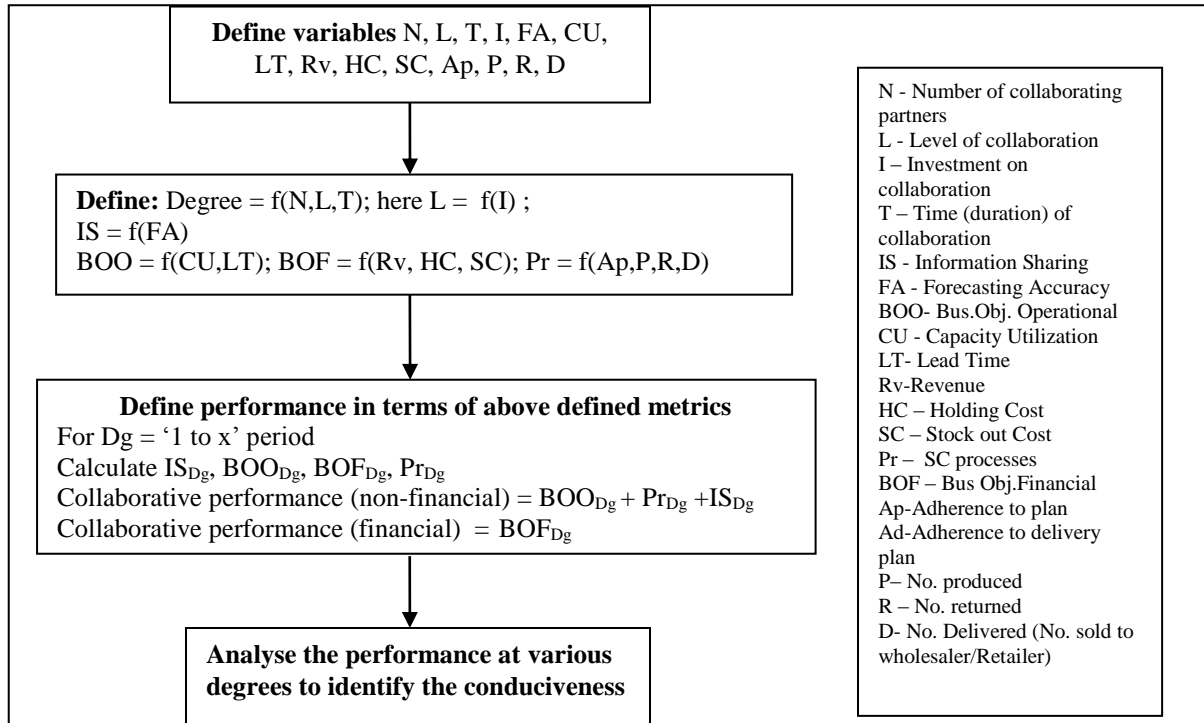 Define variables N, L, T, I, FA, CU,
LT, Rv, HC, SC, Ap, P, R, D
Define: Degree = f(N,L,T); here L = f(I) ;
IS = f(FA)
BOO = f(CU,LT); BOF = f(Rv, HC, SC); Pr = f(Ap,P,R,D)
Define performance in terms of above defined metrics
For Dg = ‘1 to x’ period
Calculate ISDg, BOODg, BOFDg, PrDg
Collaborative performance (non-financial) = BOODg + PrDg +ISDg
Collaborative performance (financial) = BOFDg
Analyse the performance at various
degrees to identify the conduciveness
N - Number of collaborating
partners
L - Level of collaboration
I – Investment on
collaboration
T – Time (duration) of
collaboration
IS - Information Sharing
FA - Forecasting Accuracy
BOO- Bus.Obj. Operational
CU - Capacity Utilization
LT- Lead Time
Rv-Revenue
HC – Holding Cost
SC – Stock out Cost
Pr – SC processes
BOF – Bus Obj.Financial
Ap-Adherence to plan
Ad-Adherence to delivery
plan
P– No. produced
R – No. returned
D- No. Delivered (No. sold to
wholesaler/Retailer)